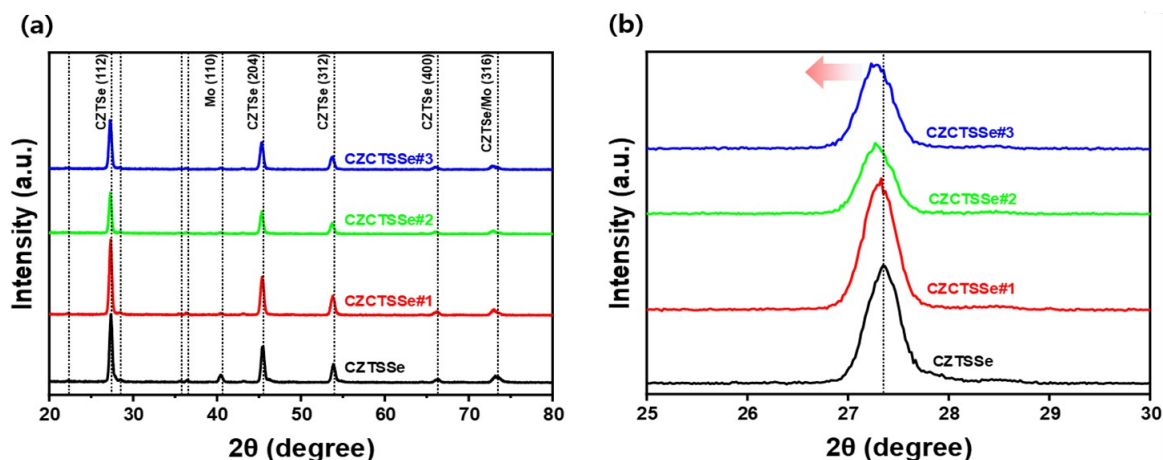 (a)
Intensity (a.u.)
CZTSe (112)
Mo (110)
CZTSe (204)
CZTSe (312)
CZTSe (400)
CZTSe/Mo (316)
CZCTSSe#3
CZCTSSe#2
CZCTSSe#1
CZTSSe
20 30 40 50 60 70 80
2θ (degree)
(b)
Intensity (a.u.)
CZCTSSe#3
CZCTSSe#2
CZCTSSe#1
CZTSSe
25 26 27 28 29 30
2θ (degree)